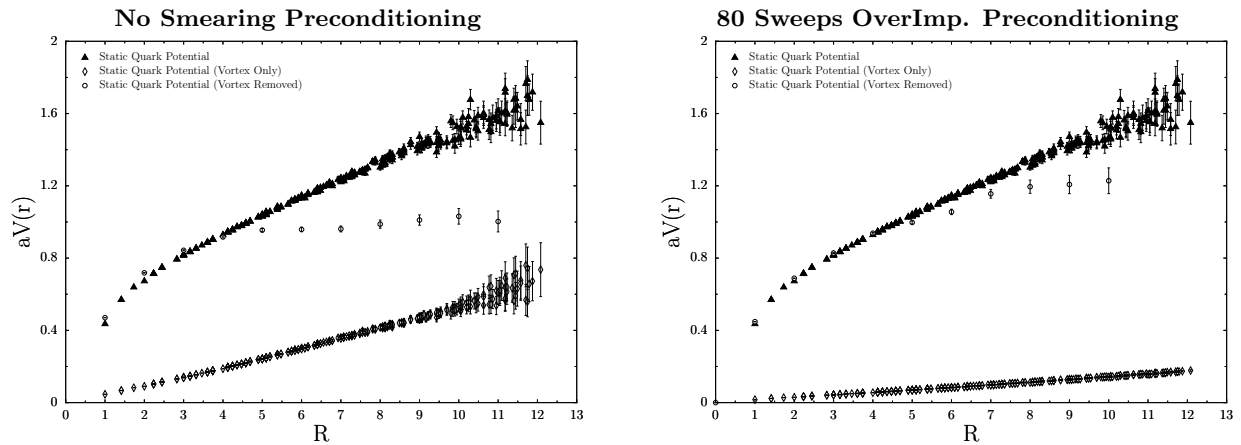 No Smearing Preconditioning
2
1.6
1.2
0.8
0.4
0
aV(r)
Static Quark Potential
Static Quark Potential (Vortex Only)
Static Quark Potential (Vortex Removed)
0 1 2 3 4 5 6 7 8 9 10 11 12 13
R
80 Sweeps OverImp. Preconditioning
2
1.6
1.2
0.8
0.4
0
aV(r)
Static Quark Potential
Static Quark Potential (Vortex Only)
Static Quark Potential (Vortex Removed)
0 1 2 3 4 5 6 7 8 9 10 11 12 13
R